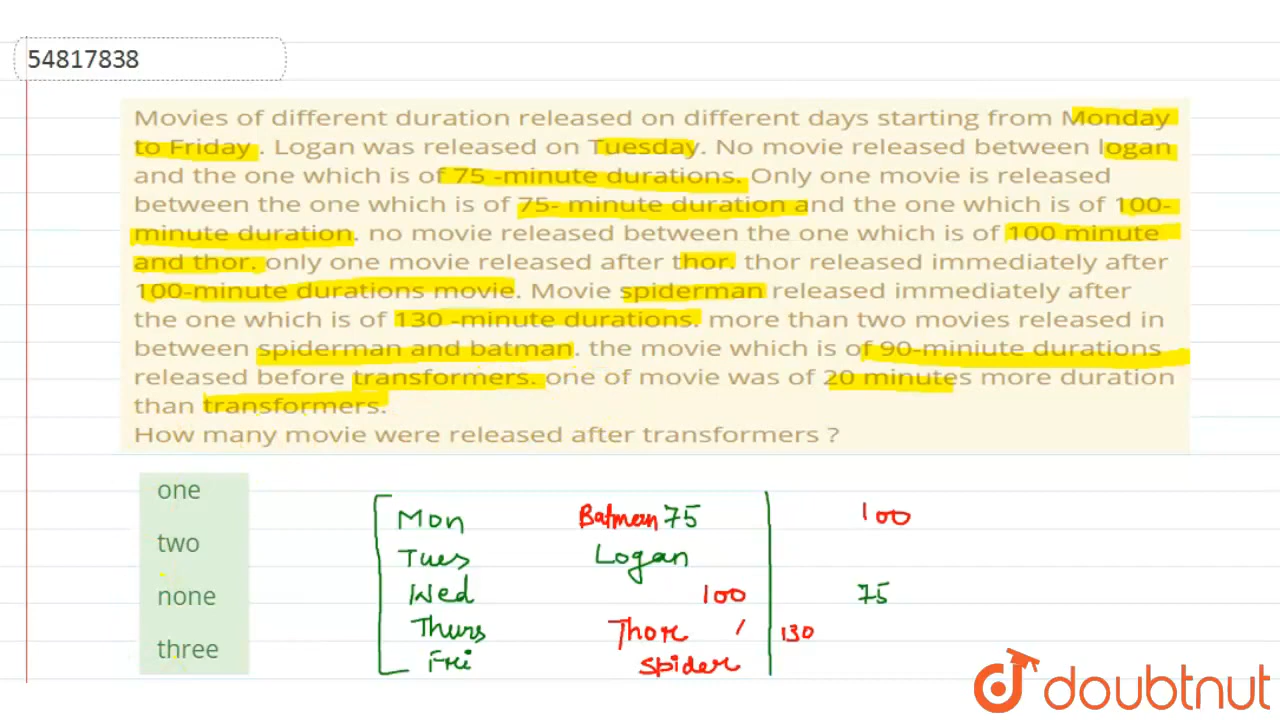 54817838
Movies of different duration released on different days starting from Monday
to Friday . Logan was released on Tuesday. No movie released between logan
and the one which is of 75 -minute durations. Only one movie is released
between the one which is of 75- minute duration and the one which is of 100-
minute duration. no movie released between the one which is of 100 minute
and thor. only one movie released after thor. thor released immediately after
100-minute durations movie. Movie spiderman released immediately after
the one which is of 130 -minute durations. more than two movies released in
between spiderman and batman. the movie which is of 90-miniute durations
released before transformers. one of movie was of 20 minutes more duration
than transformers.
How many movie were released after transformers ?
one
two
none
three
Mon Batman 75 100
Tues Logan
Wed 100 75
Thurs Thor 130
Fri spider
doubtnut